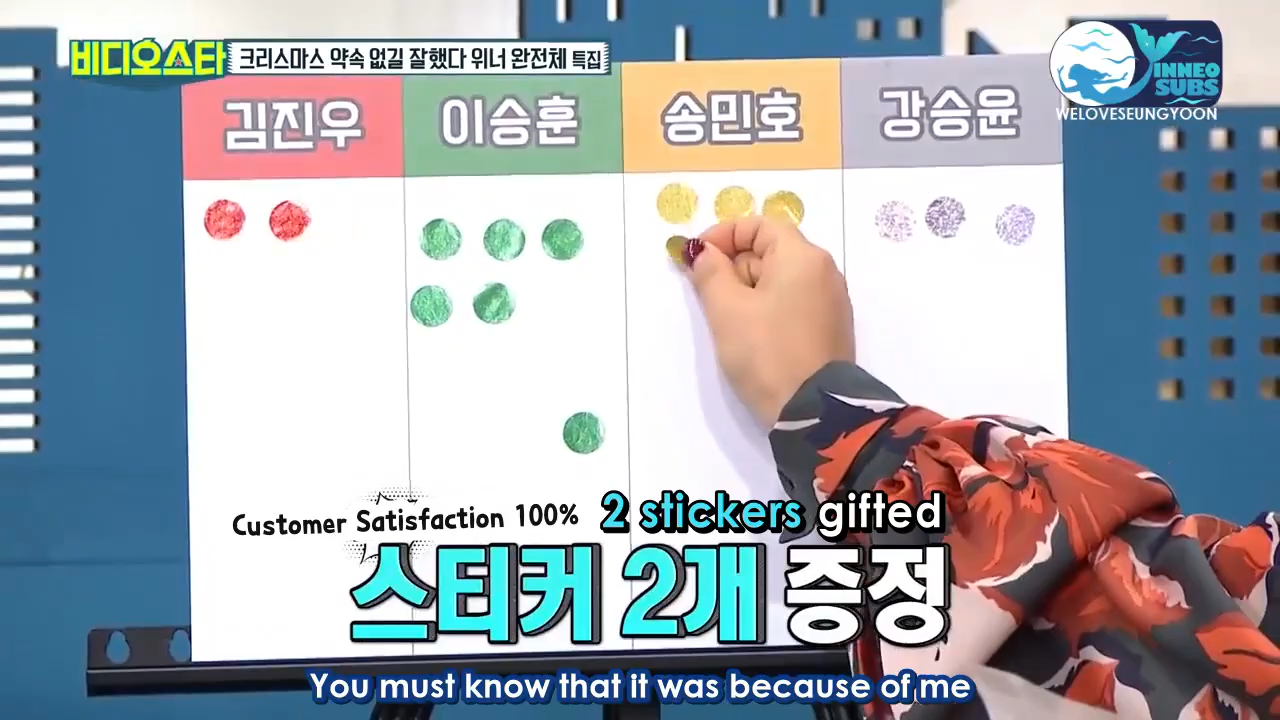 비디오스타 크리스마스 약속 없길 잘했다 위너 완전체 특집
INNEO
SUBS
WELOVESEUNGYOON
김진우 이승훈 송민호 강승윤
Customer Satisfaction 100% 2 stickers gifted
스티커 2개 증정
You must know that it was because of me